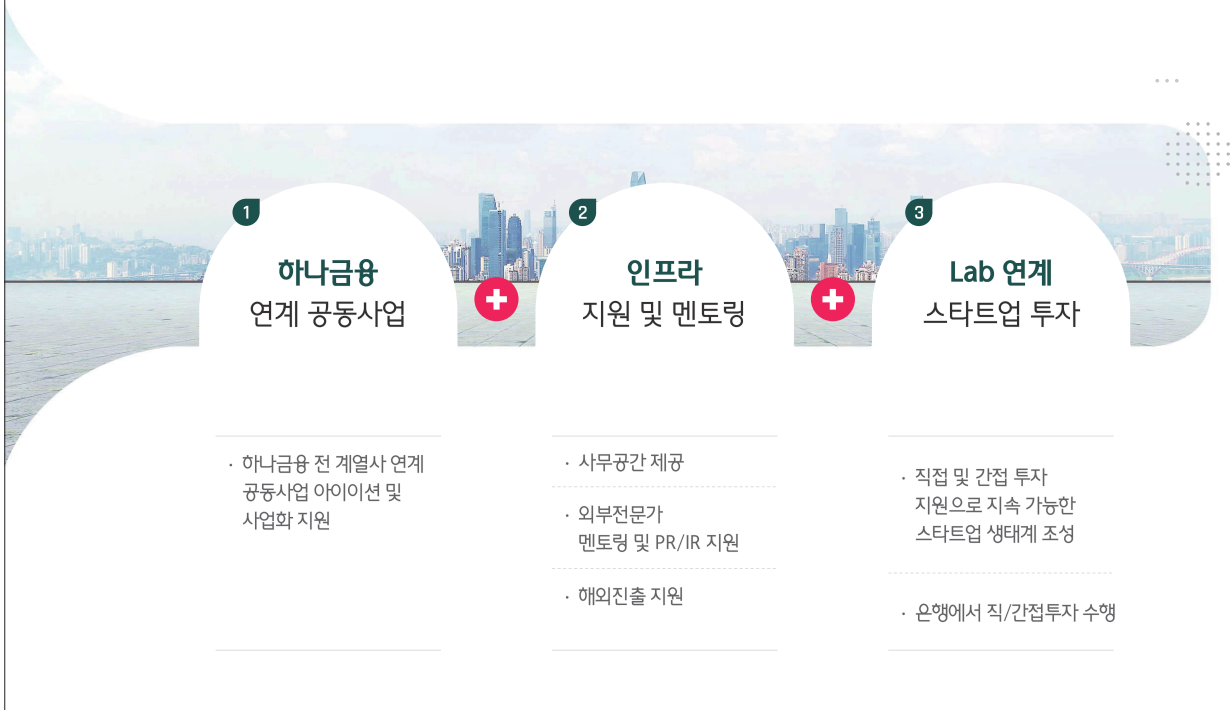 1
하나금융
연계 공동사업
· 하나금융 전 계열사 연계
공동사업 아이이션 및
사업화 지원
2
인프라
지원 및 멘토링
· 사무공간 제공
· 외부전문가
멘토링 및 PR/IR 지원
· 해외진출 지원
3
Lab 연계
스타트업 투자
· 직접 및 간접 투자
지원으로 지속 가능한
스타트업 생태계 조성
· 은행에서 직/간접투자 수행